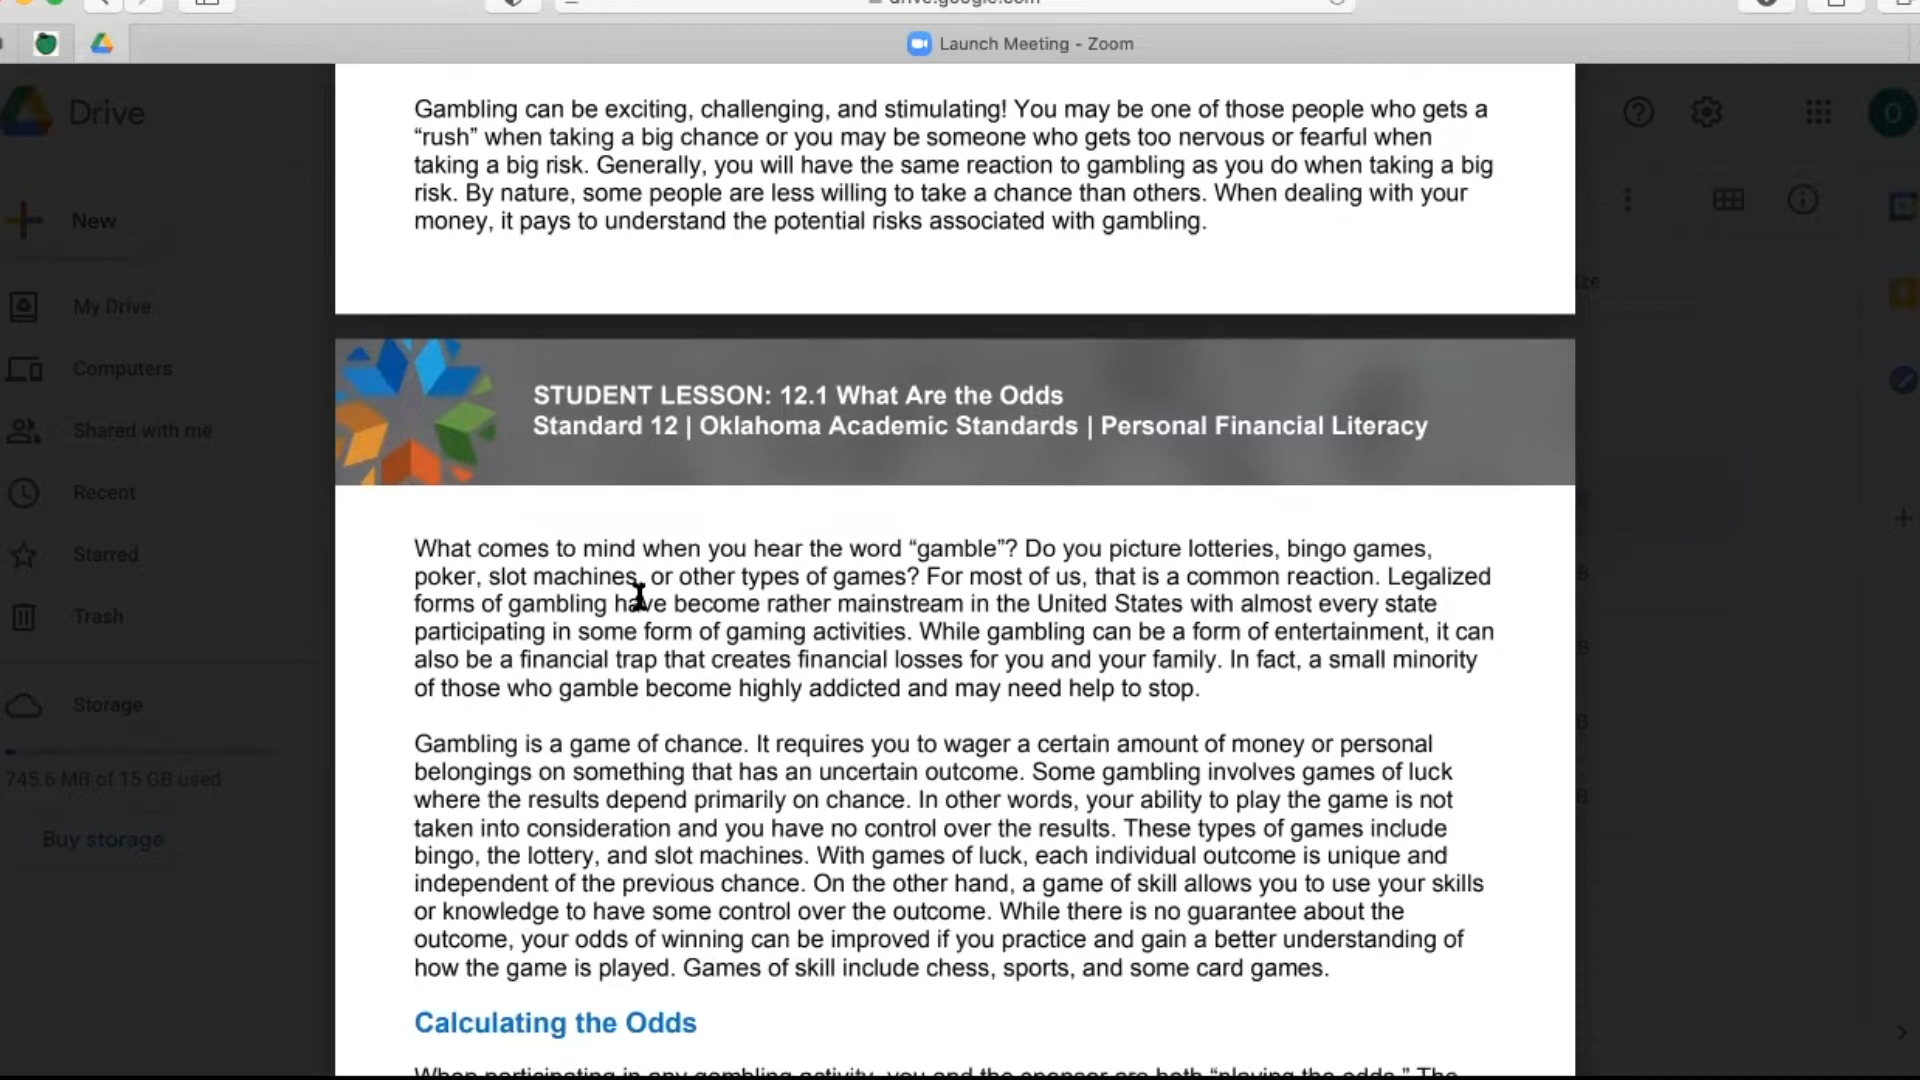 drive.google.com
Launch Meeting - Zoom
Drive
New
My Drive
Computers
Shared with me
Recent
Starred
Trash
Storage
745.6 MB of 15 GB used
Buy storage
O
Gambling can be exciting, challenging, and stimulating! You may be one of those people who gets a
“rush” when taking a big chance or you may be someone who gets too nervous or fearful when
taking a big risk. Generally, you will have the same reaction to gambling as you do when taking a big
risk. By nature, some people are less willing to take a chance than others. When dealing with your
money, it pays to understand the potential risks associated with gambling.
STUDENT LESSON: 12.1 What Are the Odds
Standard 12 | Oklahoma Academic Standards | Personal Financial Literacy
What comes to mind when you hear the word “gamble”? Do you picture lotteries, bingo games,
poker, slot machines, or other types of games? For most of us, that is a common reaction. Legalized
forms of gambling have become rather mainstream in the United States with almost every state
participating in some form of gaming activities. While gambling can be a form of entertainment, it can
also be a financial trap that creates financial losses for you and your family. In fact, a small minority
of those who gamble become highly addicted and may need help to stop.
Gambling is a game of chance. It requires you to wager a certain amount of money or personal
belongings on something that has an uncertain outcome. Some gambling involves games of luck
where the results depend primarily on chance. In other words, your ability to play the game is not
taken into consideration and you have no control over the results. These types of games include
bingo, the lottery, and slot machines. With games of luck, each individual outcome is unique and
independent of the previous chance. On the other hand, a game of skill allows you to use your skills
or knowledge to have some control over the outcome. While there is no guarantee about the
outcome, your odds of winning can be improved if you practice and gain a better understanding of
how the game is played. Games of skill include chess, sports, and some card games.
Calculating the Odds
When participating in any gambling activity, you and the sponsor are both “playing the odds.” The